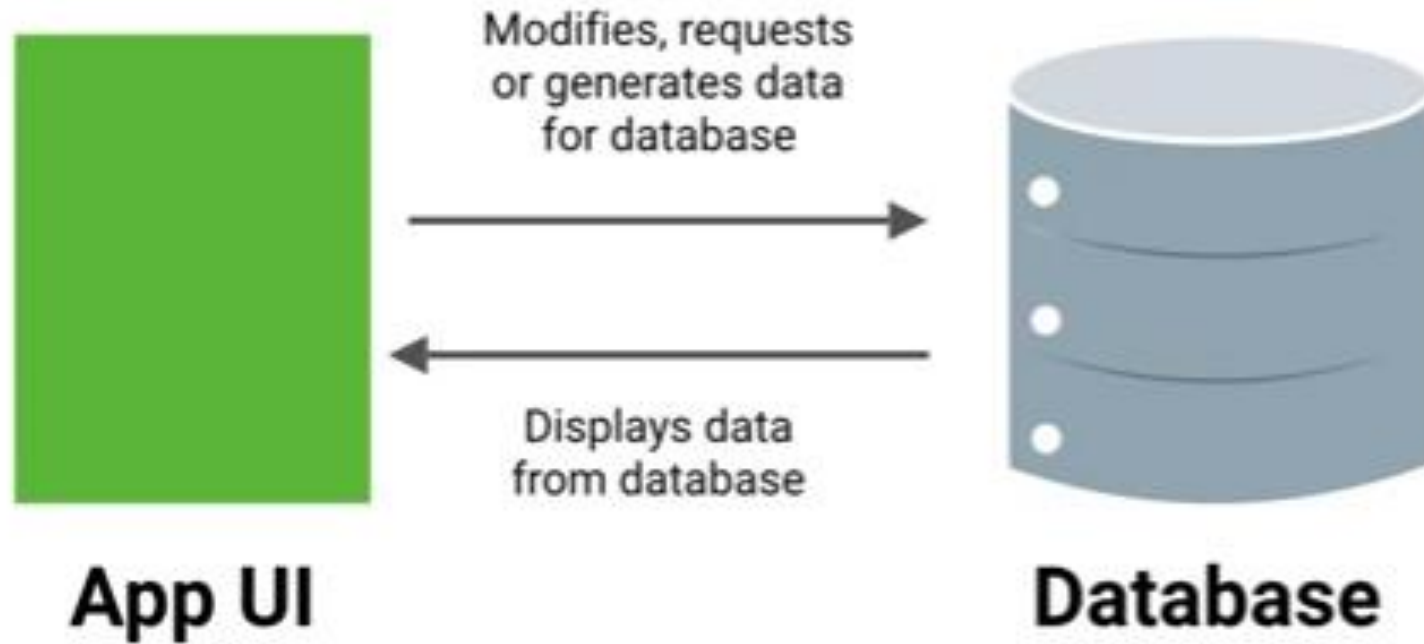 Modifies, requests
or generates data
for database
Displays data
from database
App UI
Database